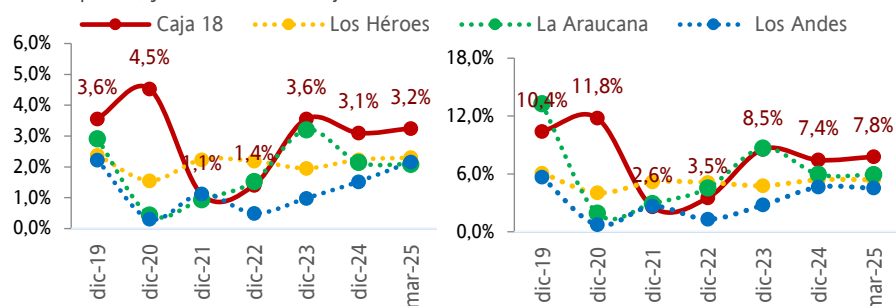 Caja 18 Los Héroes La Araucana Los Andes
6,0%
5,0%
4,0%
3,0%
2,0%
1,0%
0,0%
3,6%
4,5%
1,1%
1,4%
3,6%
3,1%
3,2%
dic-19
dic-20
dic-21
dic-22
dic-23
dic-24
mar-25
18,0%
12,0%
6,0%
0,0%
10,4%
11,8%
2,6%
3,5%
8,5%
7,4%
7,8%
dic-19
dic-20
dic-21
dic-22
dic-23
dic-24
mar-25